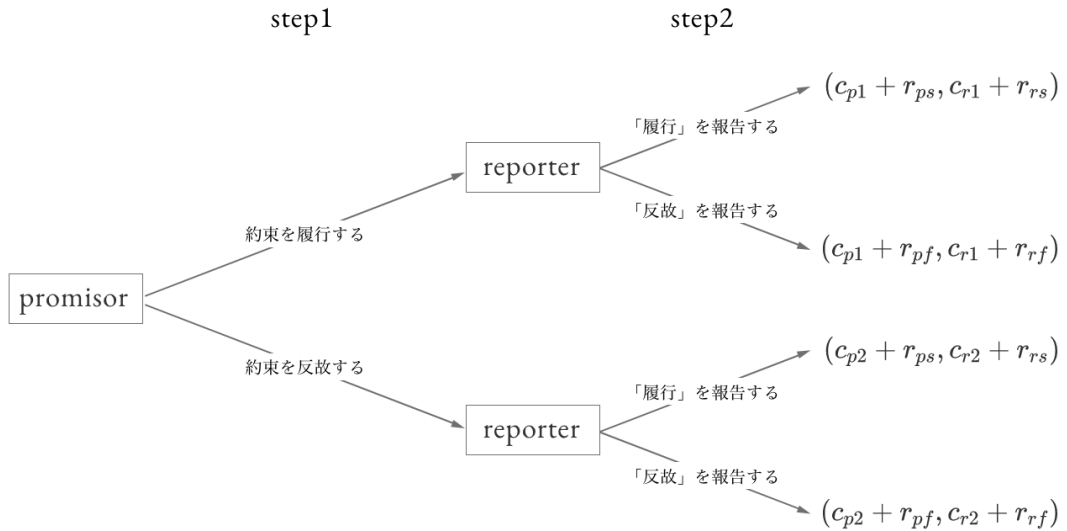 step1
step2
(c_{p1} + r_{ps}, c_{r1} + r_{rs})
「履行」を報告する
reporter
「反故」を報告する
約束を履行する
(c_{p1} + r_{pf}, c_{r1} + r_{rf})
promisor
(c_{p2} + r_{ps}, c_{r2} + r_{rs})
約束を反故する
「履行」を報告する
reporter
「反故」を報告する
(c_{p2} + r_{pf}, c_{r2} + r_{rf})